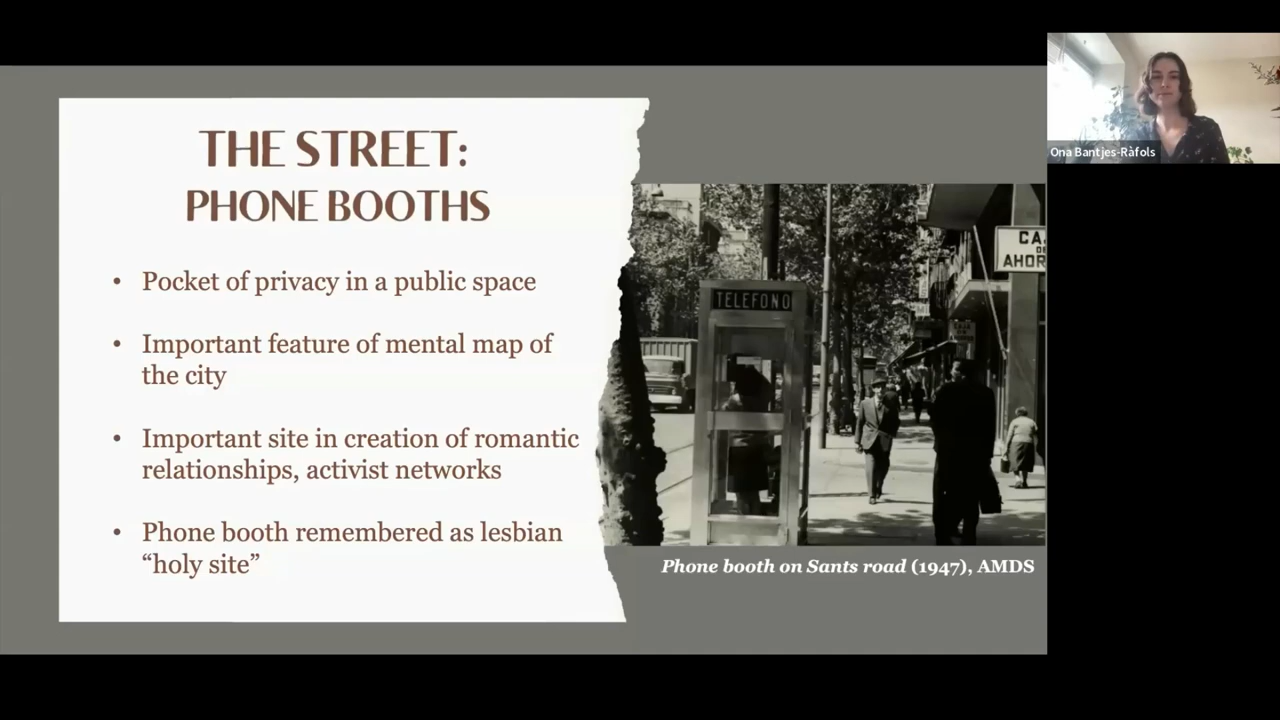 THE STREET:
PHONE BOOTHS
• Pocket of privacy in a public space
• Important feature of mental map of
the city
• Important site in creation of romantic
relationships, activist networks
• Phone booth remembered as lesbian
“holy site”
TELEFONO
CA
DE
AHOR
Phone booth on Sants road (1947), AMDS
Ona Bantjes-Ràfols